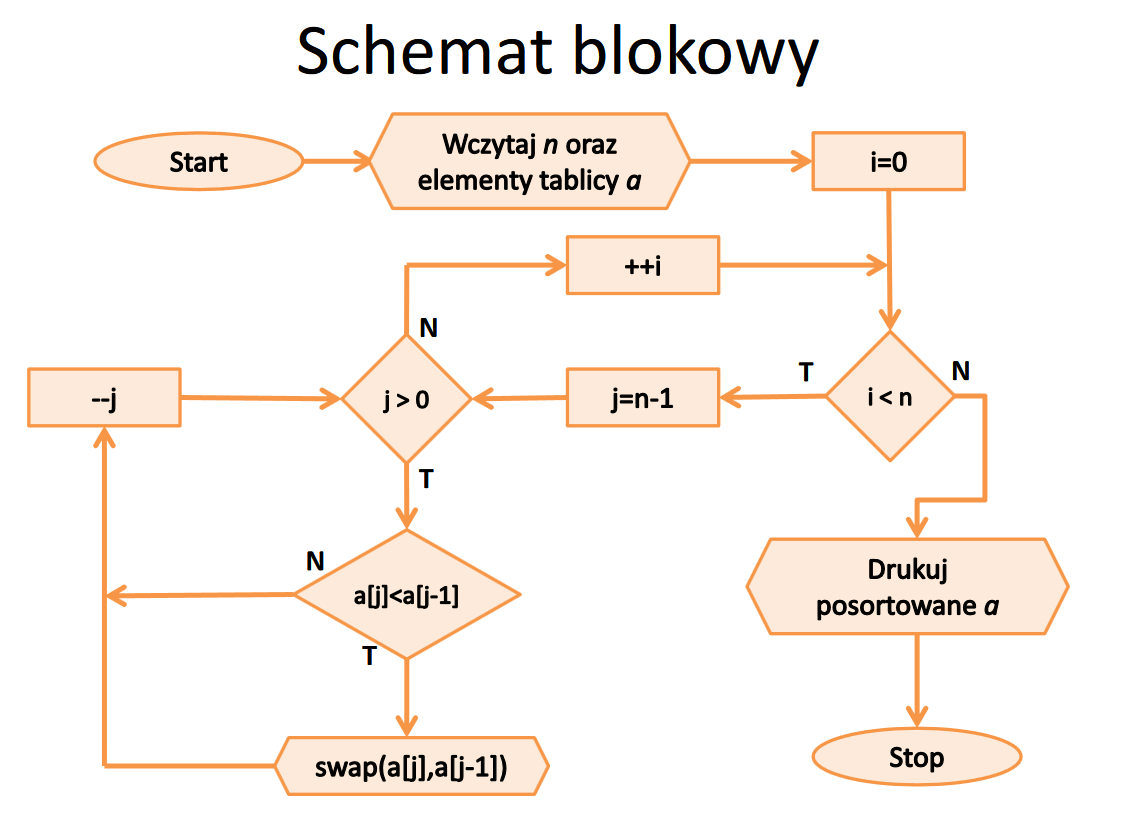 Schemat blokowy
Start
Wczytaj n oraz
elementy tablicy a
i=0
++i
N
j > 0
--j
j=n-1
T
i < n
N
T
N
a[j]<a[j-1]
T
swap(a[j],a[j-1])
Drukuj
posortowane a
Stop